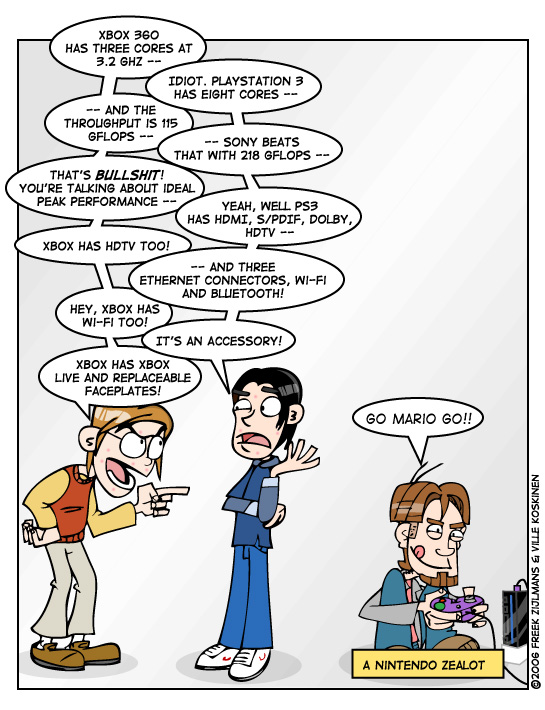 XBOX 360
HAS THREE CORES AT
3.2 GHZ --
IDIOT. PLAYSTATION 3
HAS EIGHT CORES --
-- AND THE
THROUGHPUT IS 115
GFLOPS --
-- SONY BEATS
THAT WITH 218 GFLOPS --
THAT'S BULLSHIT!
YOU'RE TALKING ABOUT IDEAL
PEAK PERFORMANCE --
YEAH, WELL PS3
HAS HDMI, S/PDIF, DOLBY,
HDTV --
XBOX HAS HDTV TOO!
-- AND THREE
ETHERNET CONNECTORS, WI-FI
AND BLUETOOTH!
HEY, XBOX HAS
WI-FI TOO!
IT'S AN ACCESSORY!
XBOX HAS XBOX
LIVE AND REPLACEABLE
FACEPLATES!
GO MARIO GO!!
A NINTENDO ZEALOT
©2006 FREEK ZIJLMANS & VILLE KOSKINEN